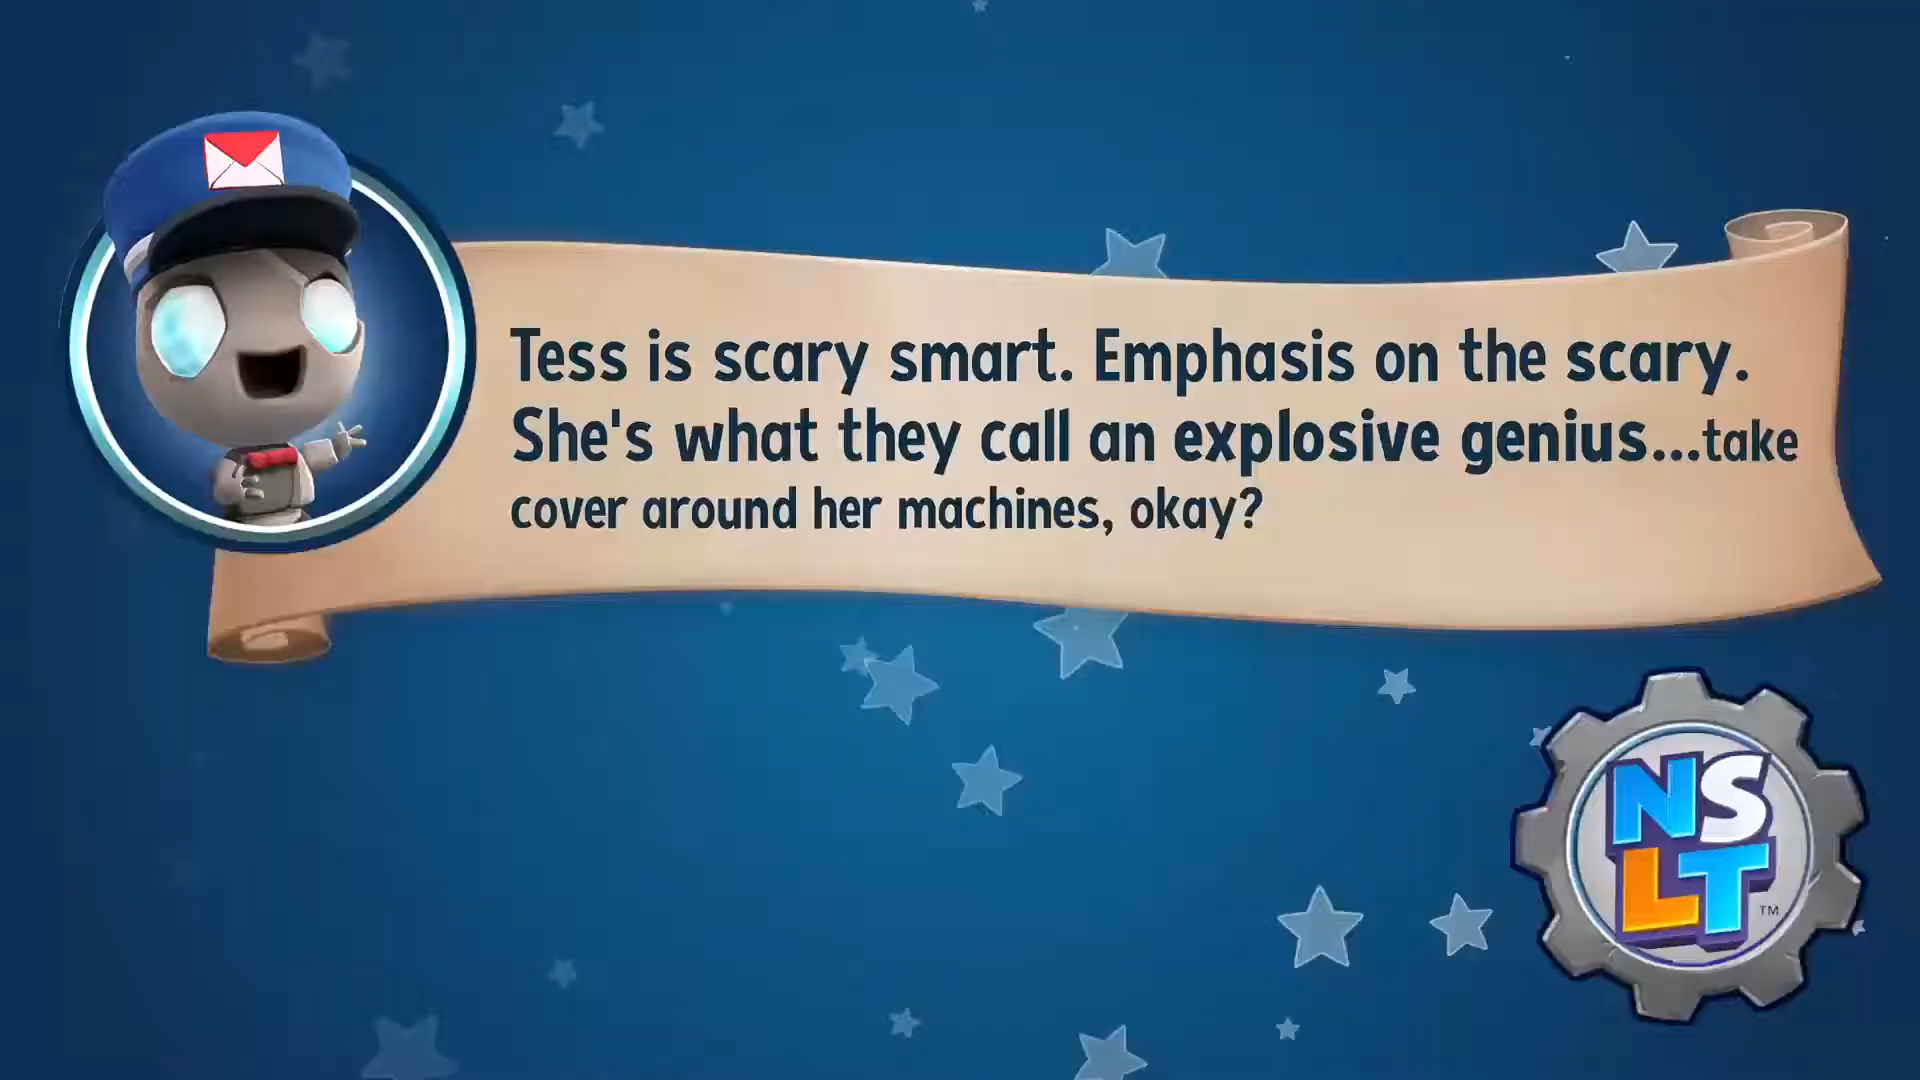 Tess is scary smart. Emphasis on the scary.
She's what they call an explosive genius...take
cover around her machines, okay?
NS
LT
TM